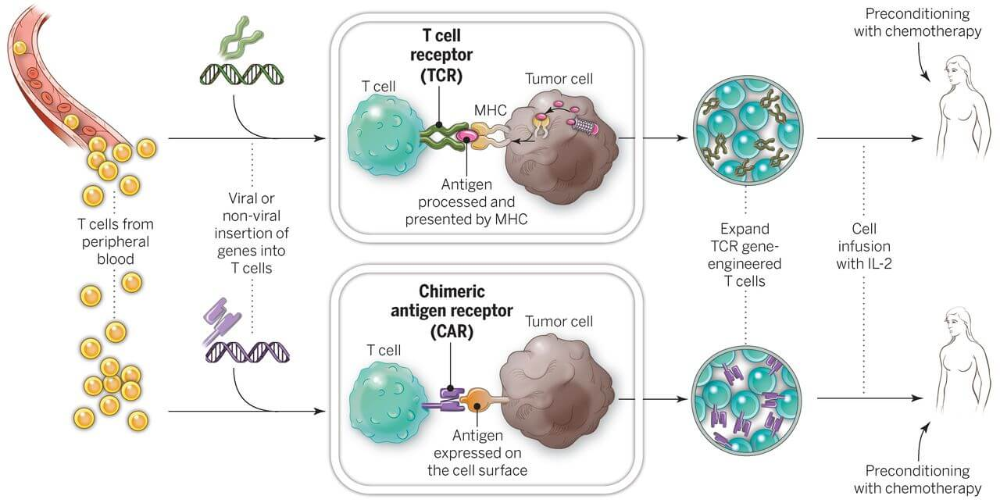 T cells from
peripheral
blood
Viral or
non-viral
insertion of
genes into
T cells
T cell
receptor
(TCR)
T cell
MHC
Tumor cell
Antigen
processed and
presented by MHC
Chimeric
antigen receptor
(CAR)
T cell
Tumor cell
Antigen
expressed on
the cell surface
Expand
TCR gene-
engineered
T cells
Cell
infusion
with IL-2
Preconditioning
with chemotherapy
Preconditioning
with chemotherapy